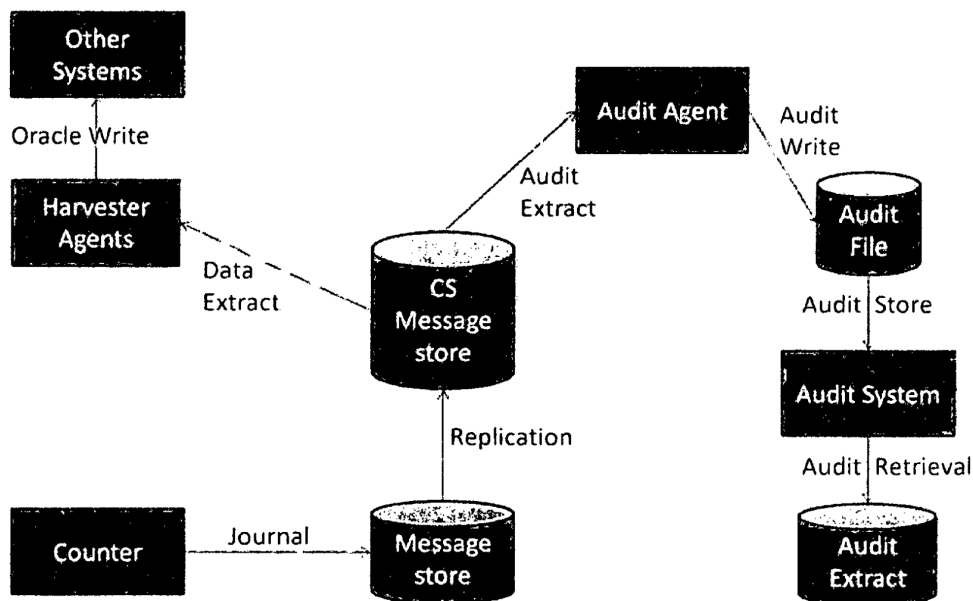 Other
Systems
Oracle Write
Harvester
Agents
Data
Extract
Audit Agent
Audit
Extract
Audit
Write
Audit
File
CS
Message
store
Audit Store
Audit System
Replication
Audit Retrieval
Counter
Journal
Message
store
Audit
Extract